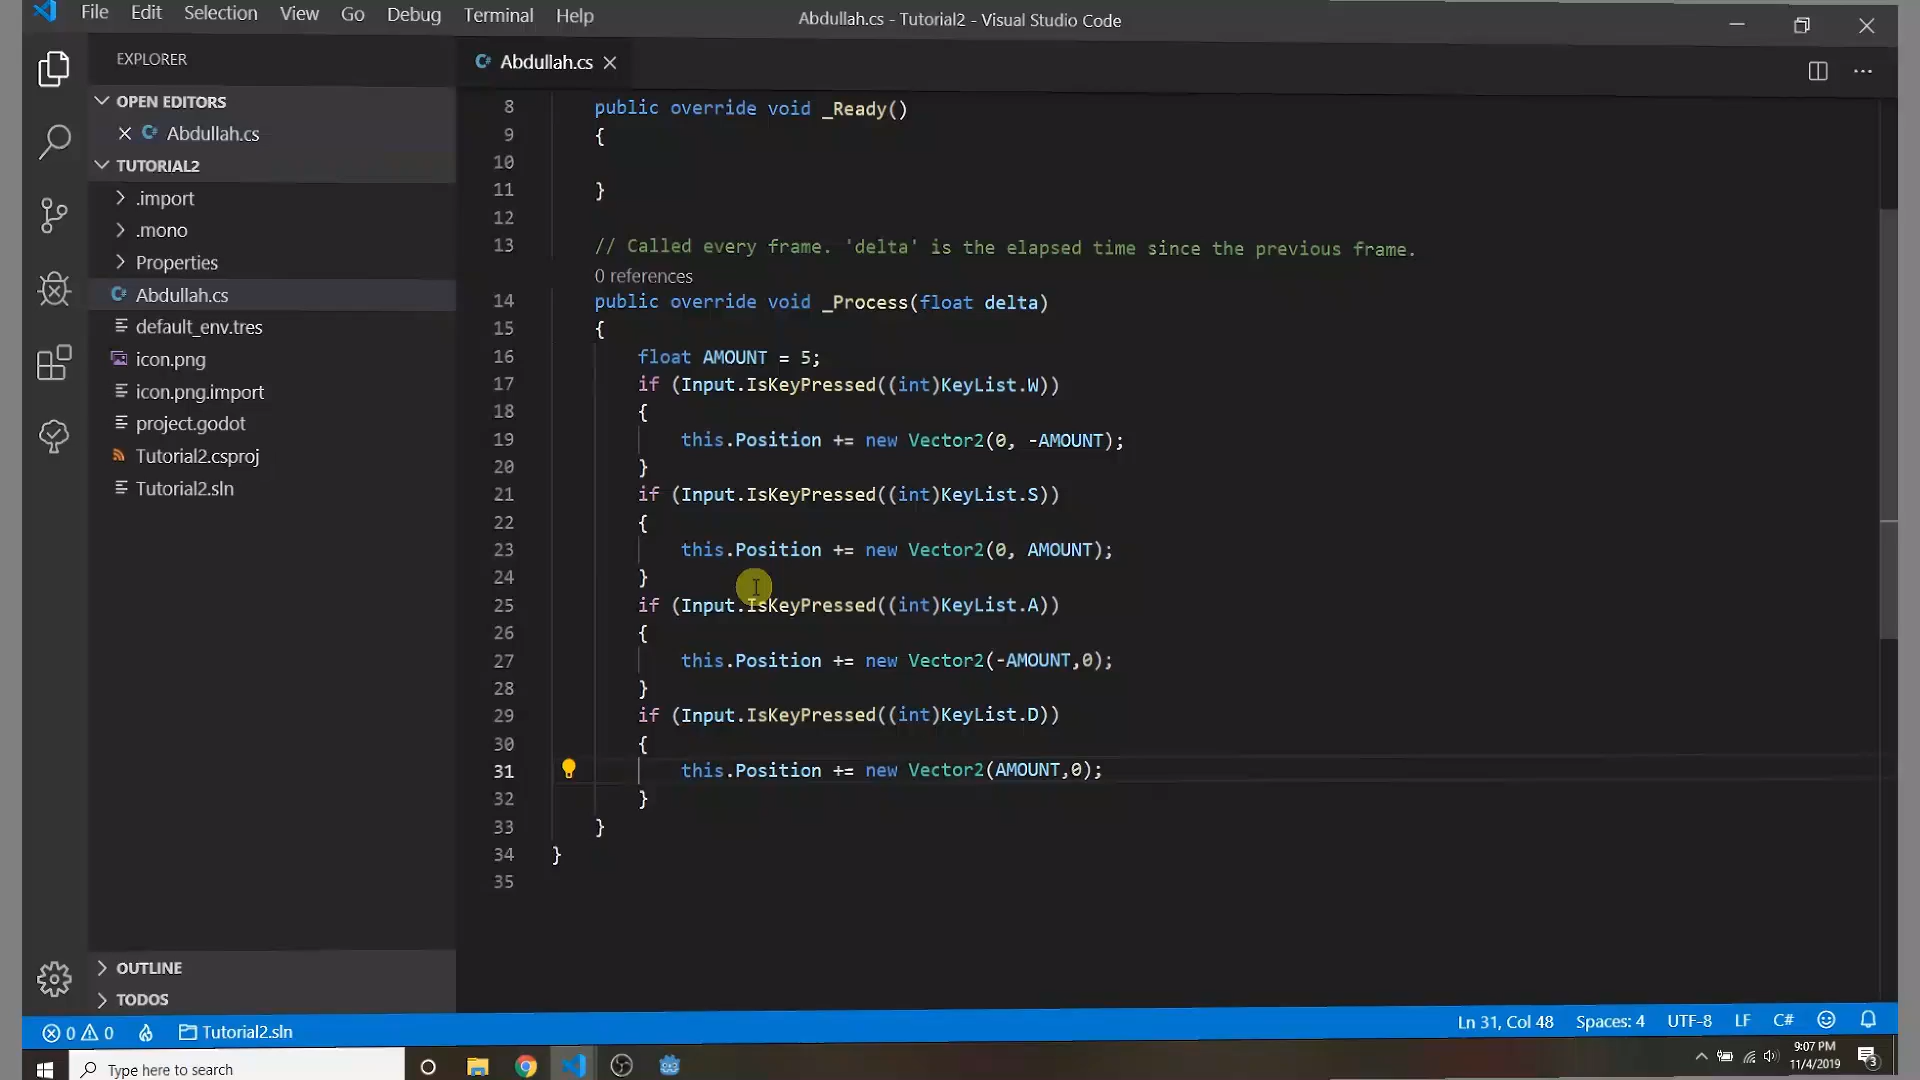 File Edit Selection View Go Debug Terminal Help
Abdullah.cs - Tutorial2 - Visual Studio Code
EXPLORER
OPEN EDITORS
Abdullah.cs
TUTORIAL2
.import
.mono
Properties
Abdullah.cs
default_env.tres
icon.png
icon.png.import
project.godot
Tutorial2.csproj
Tutorial2.sln
OUTLINE
TODOS
Abdullah.cs
8 public override void _Ready()
9 {
10
11 }
12
13 // Called every frame. 'delta' is the elapsed time since the previous frame.
0 references
14 public override void _Process(float delta)
15 {
16 float AMOUNT = 5;
17 if (Input.IsKeyPressed((int)KeyList.W))
18 {
19 this.Position += new Vector2(0, -AMOUNT);
20 }
21 if (Input.IsKeyPressed((int)KeyList.S))
22 {
23 this.Position += new Vector2(0, AMOUNT);
24 }
25 if (Input.IsKeyPressed((int)KeyList.A))
26 {
27 this.Position += new Vector2(-AMOUNT,0);
28 }
29 if (Input.IsKeyPressed((int)KeyList.D))
30 {
31 this.Position += new Vector2(AMOUNT,0);
32 }
33 }
34 }
35
0 0 Tutorial2.sln Ln 31, Col 48 Spaces: 4 UTF-8 LF C#
Type here to search
9:07 PM
11/4/2019
3